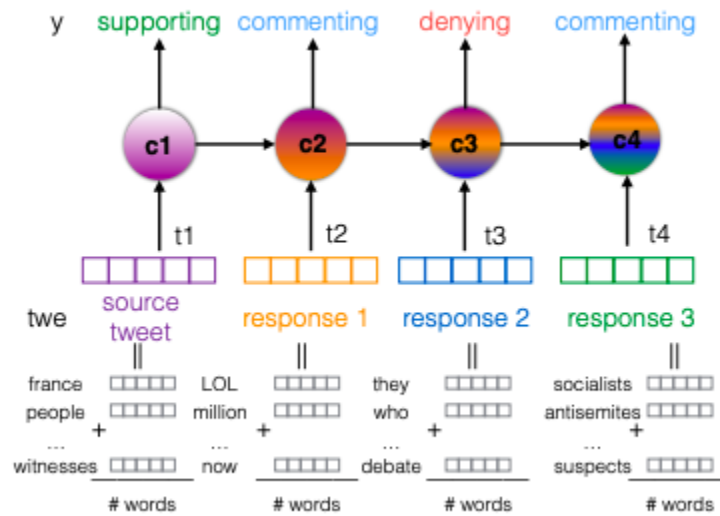 y supporting commenting denying commenting
c1 c2 c3 c4
t1 t2 t3 t4
twe source tweet response 1 response 2 response 3
|| || || ||
france LOL they socialists
people million who antisemites
+ + + +
... ... ... ...
witnesses now debate suspects
# words # words # words # words